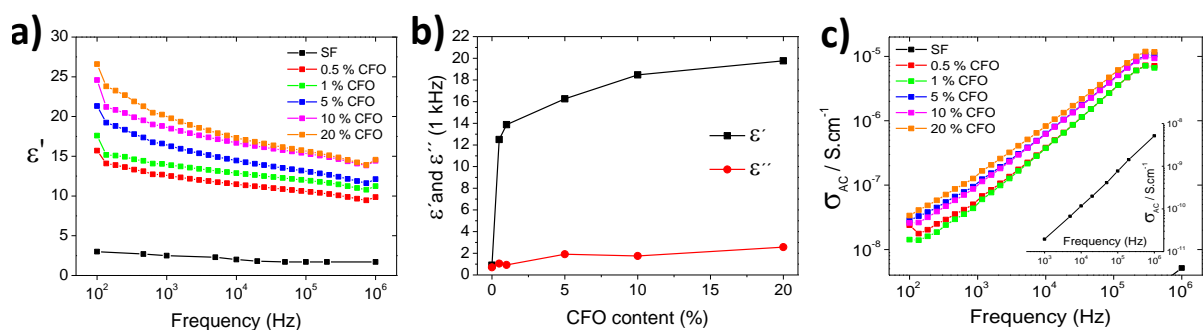 a)
30
25
20
15
10
5
0
ε'
10² 10³ 10⁴ 10⁵ 10⁶
Frequency (Hz)
SF
0.5 % CFO
1 % CFO
5 % CFO
10 % CFO
20 % CFO
b)
22
20
18
16
14
12
10
8
6
4
2
0
ε´and ε´´ (1 kHz)
0 5 10 15 20
CFO content (%)
ε´
ε´´
c)
10⁻⁵
10⁻⁶
10⁻⁷
10⁻⁸
σAC / S.cm⁻¹
10² 10³ 10⁴ 10⁵ 10⁶
Frequency (Hz)
SF
0.5 % CFO
1 % CFO
5 % CFO
10 % CFO
20 % CFO
10⁻⁸
10⁻⁹
10⁻¹⁰
10⁻¹¹
σAC / S.cm⁻¹
Frequency (Hz)
10³ 10⁴ 10⁵ 10⁶